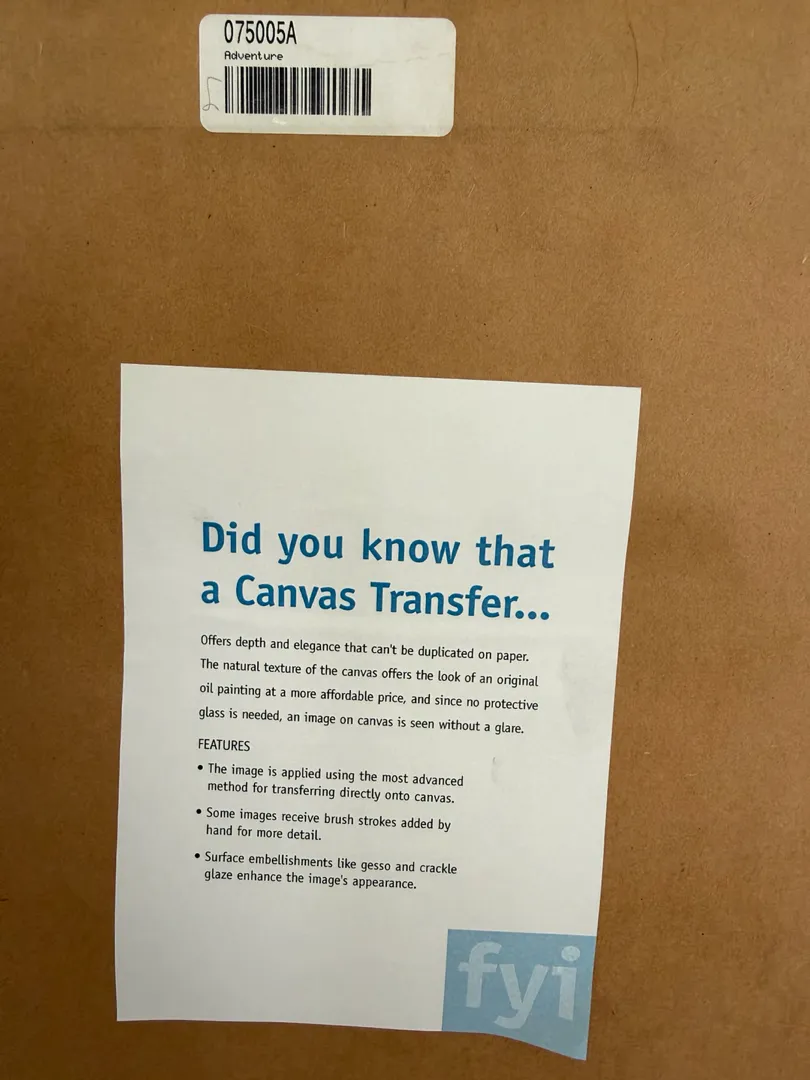 075005A
Adventure
Did you know that
a Canvas Transfer...
Offers depth and elegance that can't be duplicated on paper.
The natural texture of the canvas offers the look of an original
oil painting at a more affordable price, and since no protective
glass is needed, an image on canvas is seen without a glare.
FEATURES
• The image is applied using the most advanced
method for transferring directly onto canvas.
• Some images receive brush strokes added by
hand for more detail.
• Surface embellishments like gesso and crackle
glaze enhance the image's appearance.
fyi